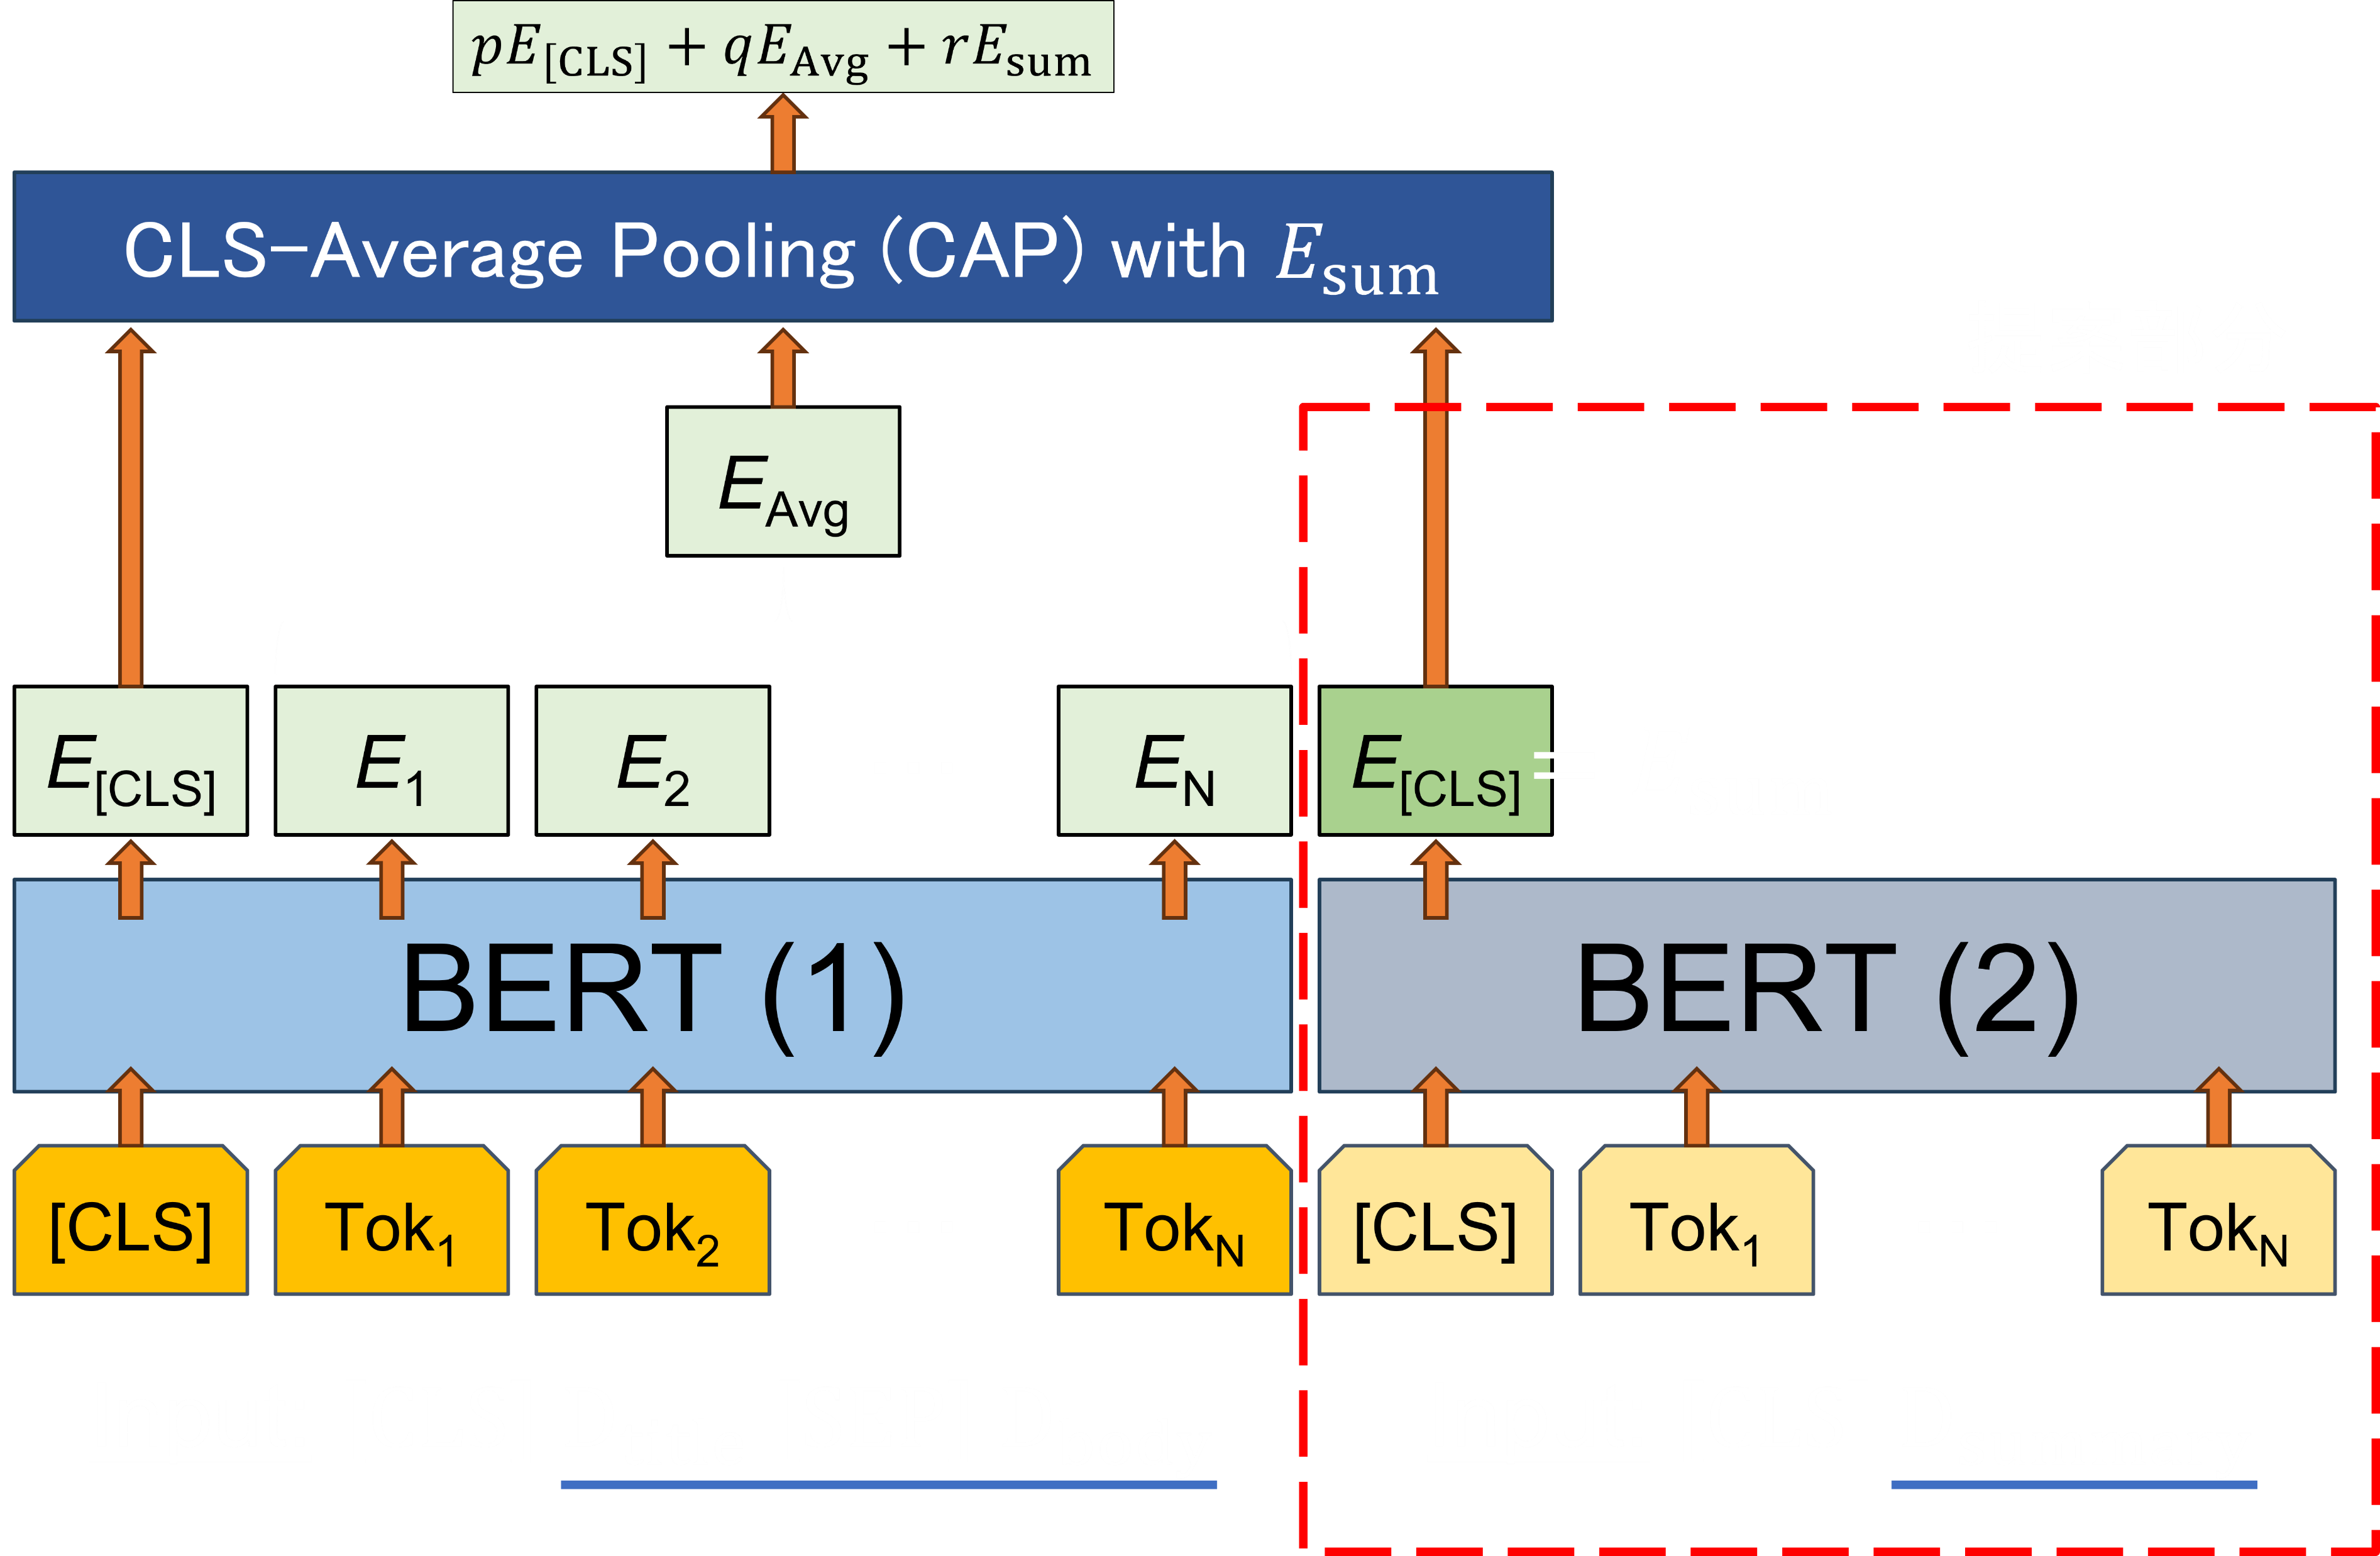 pE[CLS] + qEAvg + rEsum
CLS-Average Pooling (CAP) with Esum
EAvg
E[CLS] E1 E2 EN E[CLS] =
BERT (1) BERT (2)
[CLS] Tok1 Tok2 TokN [CLS] Tok1 TokN